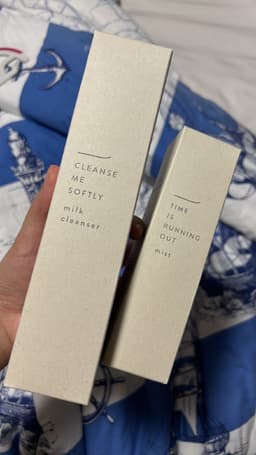 CLEANSE
ME
SOFTLY
milk
cleanser
TIME
IS
RUNNING
OUT
mist